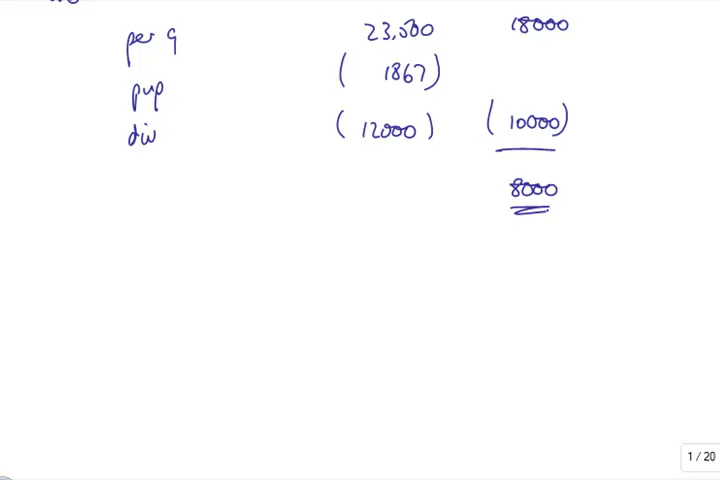 per q 23,500 18000
pup ( 1867 )
div ( 12000 ) ( 10000 )
8000
1 / 20